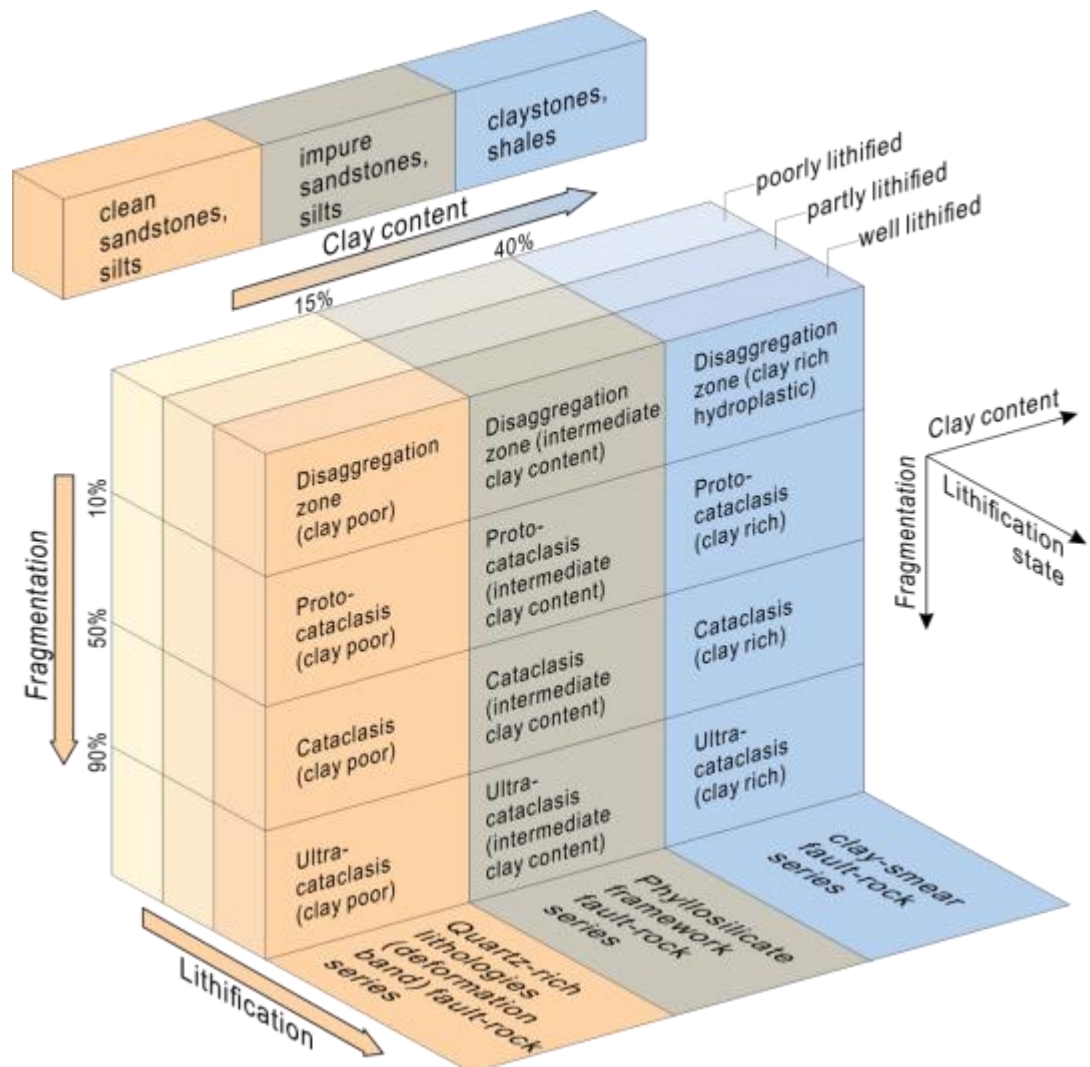 clean
sandstones,
silts
impure
sandstones,
silts
claystones,
shales
Clay content
15%
40%
poorly lithified
partly lithified
well lithified
Fragmentation
10%
50%
90%
Disaggregation
zone
(clay poor)
Disaggregation
zone (intermediate
clay content)
Disaggregation
zone (clay rich
hydroplastic)
Proto-
cataclasis
(clay poor)
Proto-
cataclasis
(intermediate
clay content)
Proto-
cataclasis
(clay rich)
Cataclasis
(clay poor)
Cataclasis
(intermediate
clay content)
Cataclasis
(clay rich)
Ultra-
cataclasis
(clay poor)
Ultra-
cataclasis
(intermediate
clay content)
Ultra-
cataclasis
(clay rich)
Quartz-rich
lithologies
(deformation
band) fault-rock
series
Phyllosilicate
framework
fault-rock
series
clay-smear
fault-rock
series
Lithification
Clay content
Fragmentation
Lithification
state